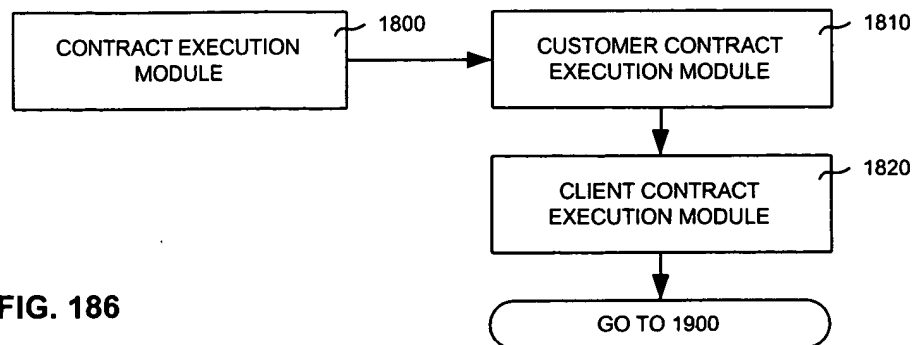 CONTRACT EXECUTION
MODULE
1800
CUSTOMER CONTRACT
EXECUTION MODULE
1810
CLIENT CONTRACT
EXECUTION MODULE
1820
FIG. 186
GO TO 1900